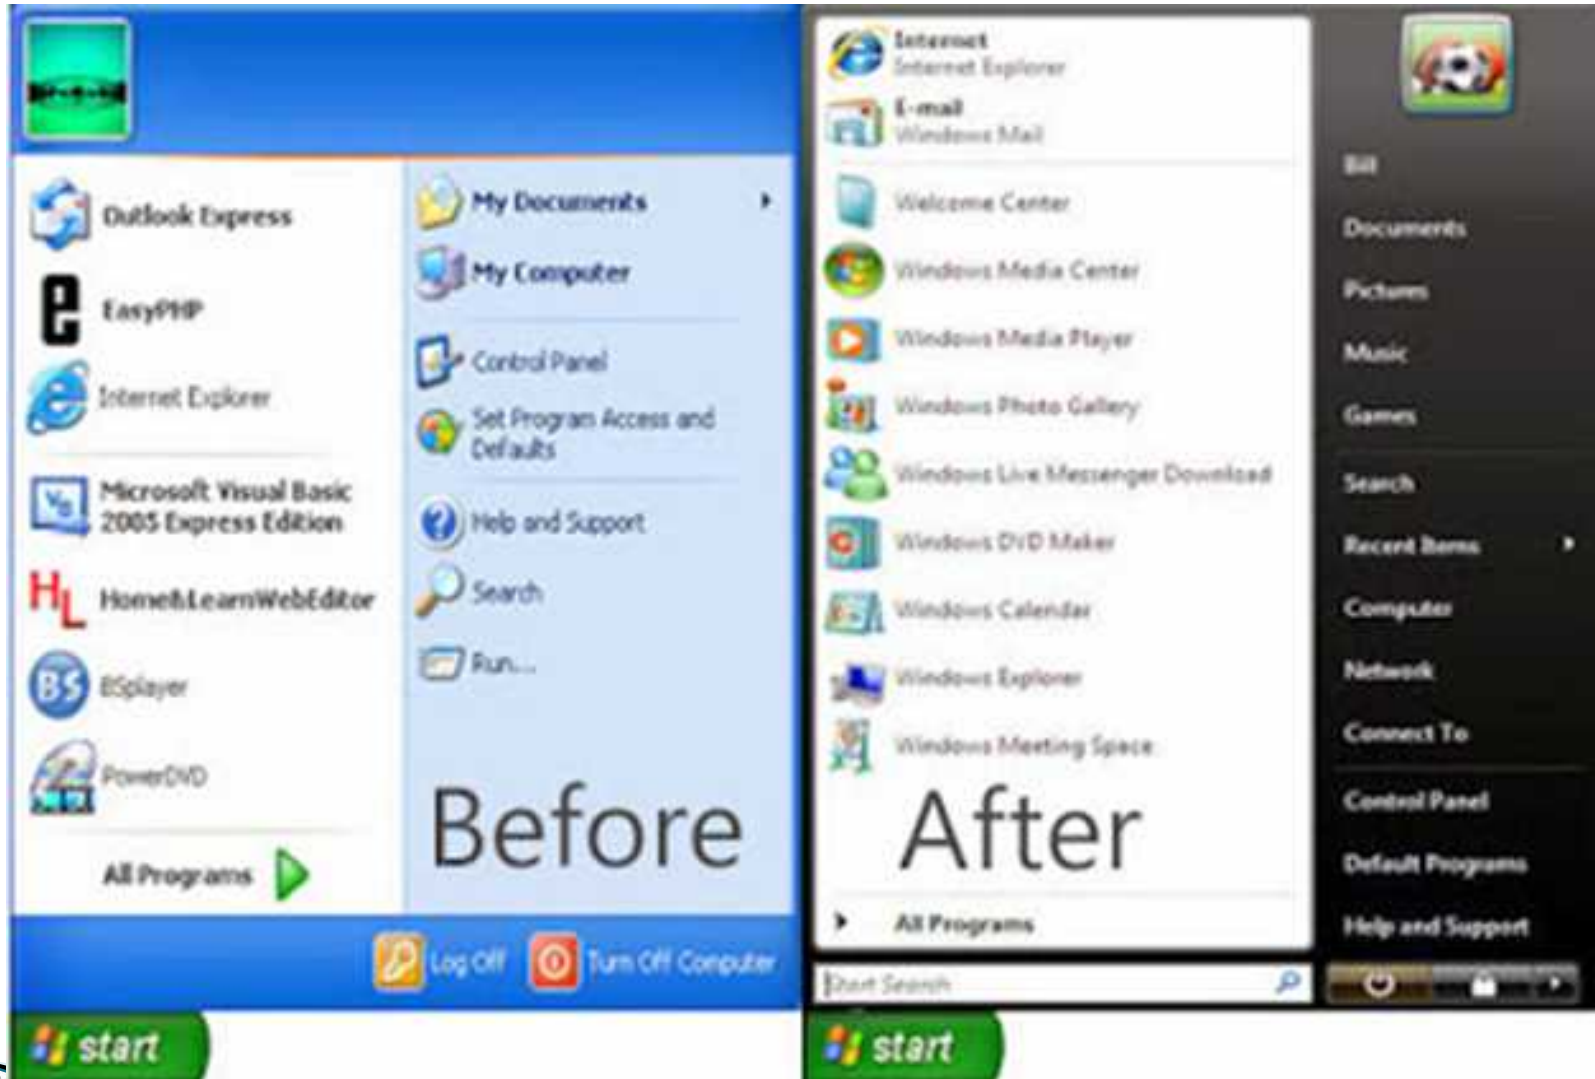 Outlook Express
EasyPHP
Internet Explorer
Microsoft Visual Basic
2005 Express Edition
Home&LearnWebEditor
BSplayer
PowerDVD
All Programs
My Documents
My Computer
Control Panel
Set Program Access and
Defaults
Help and Support
Search
Run...
Before
Log Off
Turn Off Computer
start
Internet
Internet Explorer
E-mail
Windows Mail
Welcome Center
Windows Media Center
Windows Media Player
Windows Photo Gallery
Windows Live Messenger Download
Windows DVD Maker
Windows Calendar
Windows Explorer
Windows Meeting Space
After
All Programs
Start Search
Bill
Documents
Pictures
Music
Games
Search
Recent Items
Computer
Network
Connect To
Control Panel
Default Programs
Help and Support
start